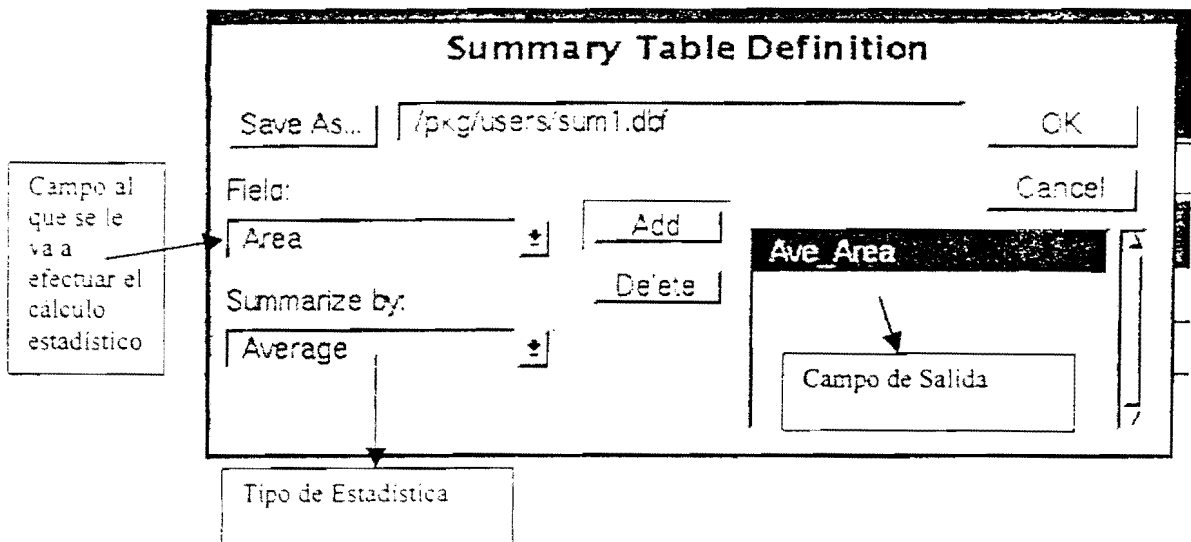 Summary Table Definition
Save As...
/pkg/users/sum1.dbf
OK
Cancel
Campo al
que se le
va a
efectuar el
cálculo
estadístico
Field:
Area
Add
Delete
Ave_Area
Summarize by:
Average
Campo de Salida
Tipo de Estadística